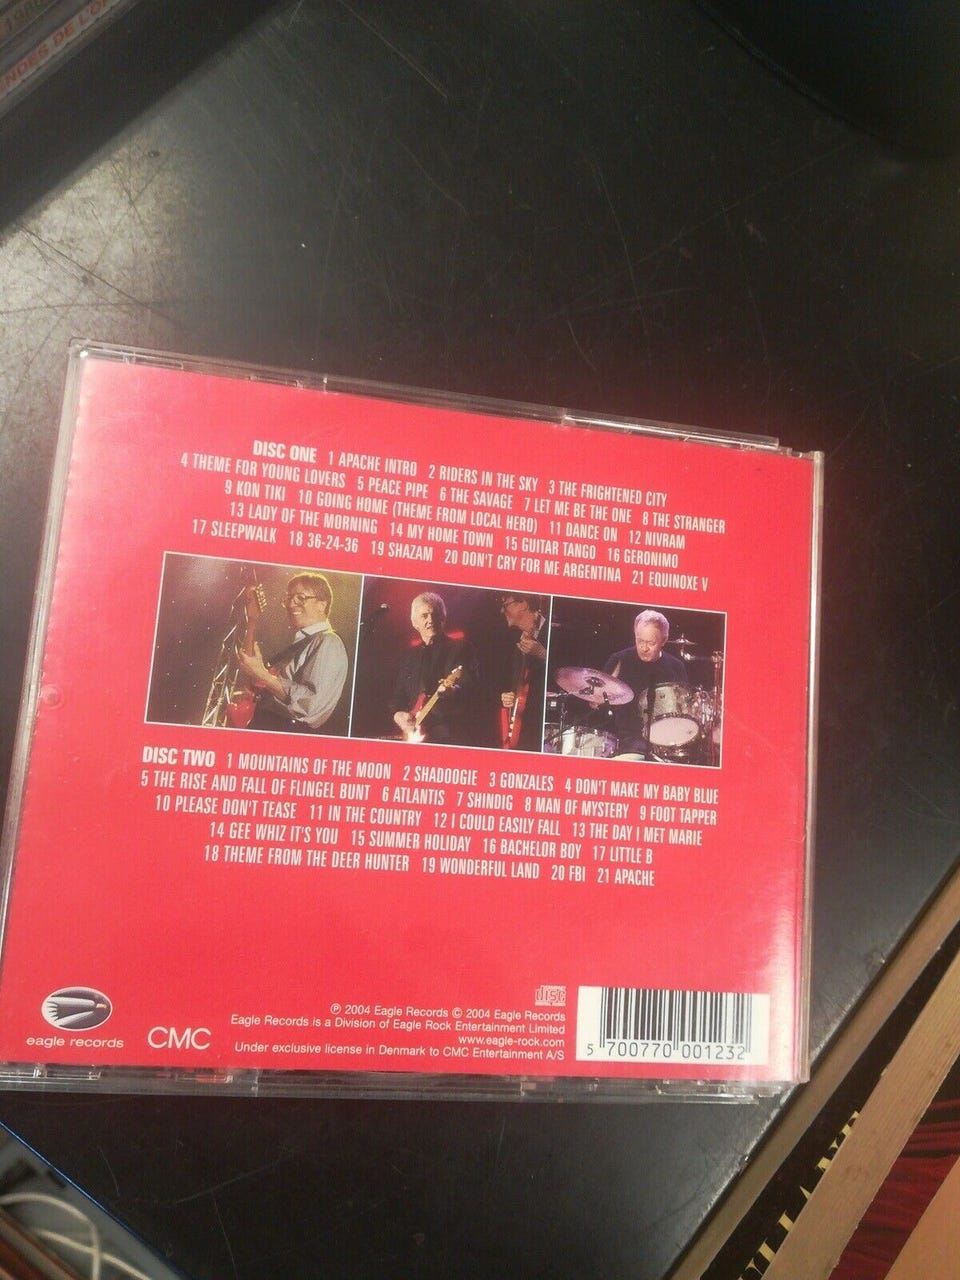 DISC ONE 1 APACHE INTRO 2 RIDERS IN THE SKY 3 THE FRIGHTENED CITY
4 THEME FOR YOUNG LOVERS 5 PEACE PIPE 6 THE SAVAGE 7 LET ME BE THE ONE 8 THE STRANGER
9 KON TIKI 10 GOING HOME (THEME FROM LOCAL HERO) 11 DANCE ON 12 NIVRAM
13 LADY OF THE MORNING 14 MY HOME TOWN 15 GUITAR TANGO 16 GERONIMO
17 SLEEPWALK 18 36-24-36 19 SHAZAM 20 DON'T CRY FOR ME ARGENTINA 21 EQUINOXE V
DISC TWO 1 MOUNTAINS OF THE MOON 2 SHADOOGIE 3 GONZALES 4 DON'T MAKE MY BABY BLUE
5 THE RISE AND FALL OF FLINGEL BUNT 6 ATLANTIS 7 SHINDIG 8 MAN OF MYSTERY 9 FOOT TAPPER
10 PLEASE DON'T TEASE 11 IN THE COUNTRY 12 I COULD EASILY FALL 13 THE DAY I MET MARIE
14 GEE WHIZ IT'S YOU 15 SUMMER HOLIDAY 16 BACHELOR BOY 17 LITTLE B
18 THEME FROM THE DEER HUNTER 19 WONDERFUL LAND 20 FBI 21 APACHE
eagle records
CMC
disc
℗ 2004 Eagle Records © 2004 Eagle Records
Eagle Records is a Division of Eagle Rock Entertainment Limited
www.eagle-rock.com
Under exclusive license in Denmark to CMC Entertainment A/S
5 700770 001232